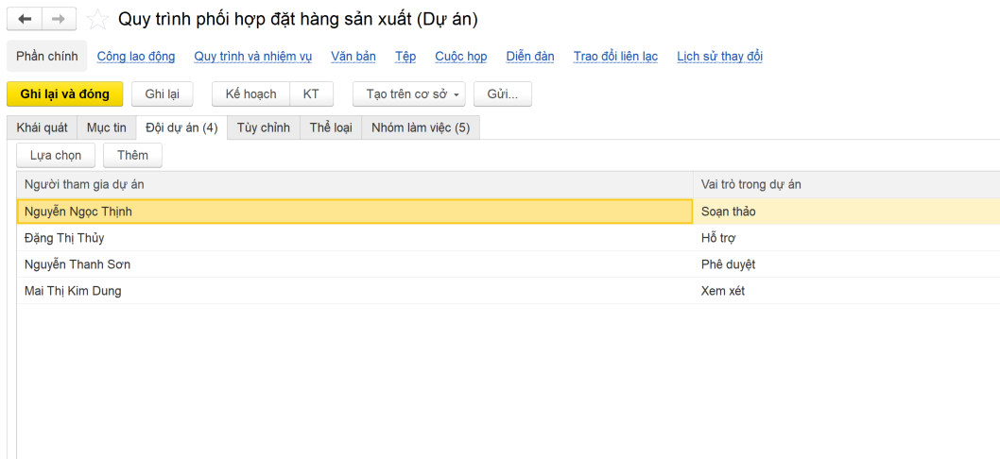 Quy trình phối hợp đặt hàng sản xuất (Dự án)
Phần chính Công lao động Quy trình và nhiệm vụ Văn bản Tệp Cuộc họp Diễn đàn Trao đổi liên lạc Lịch sử thay đổi
Ghi lại và đóng Ghi lại Kế hoạch KT Tạo trên cơ sở Gửi...
Khái quát Mục tin Đội dự án (4) Tùy chỉnh Thể loại Nhóm làm việc (5)
Lựa chọn Thêm
Người tham gia dự án Vai trò trong dự án
Nguyễn Ngọc Thịnh Soạn thảo
Đặng Thị Thủy Hỗ trợ
Nguyễn Thanh Sơn Phê duyệt
Mai Thị Kim Dung Xem xét